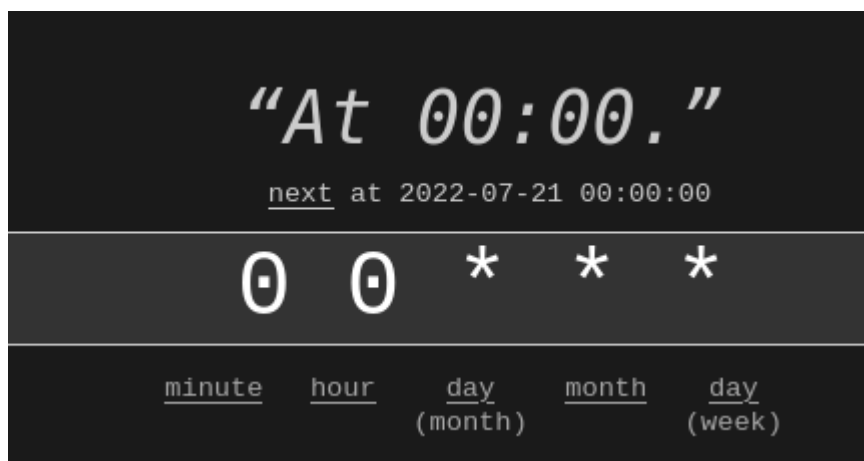 “At 00:00.”
next at 2022-07-21 00:00:00
0 0 * * *
minute hour day month day
(month) (week)